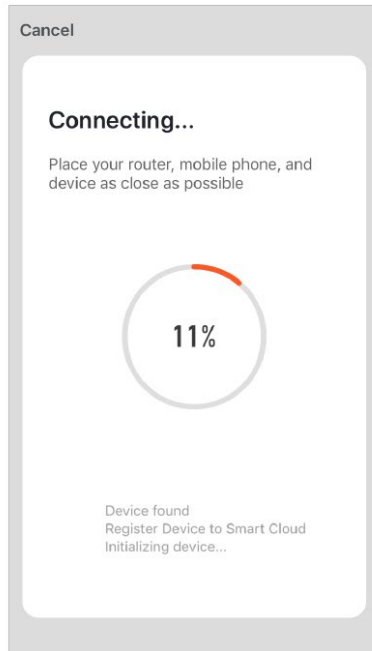 Cancel
Connecting...
Place your router, mobile phone, and
device as close as possible
11%
Device found
Register Device to Smart Cloud
Initializing device...